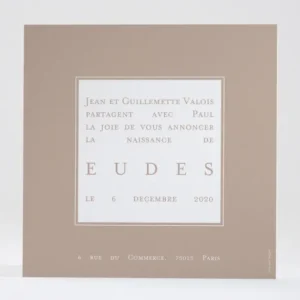 Jean et Guillemette Valois
partagent avec Paul
la joie de vous annoncer
la naissance de
EUDES
le 6 decembre 2020
6 rue du Commerce 75015 Paris